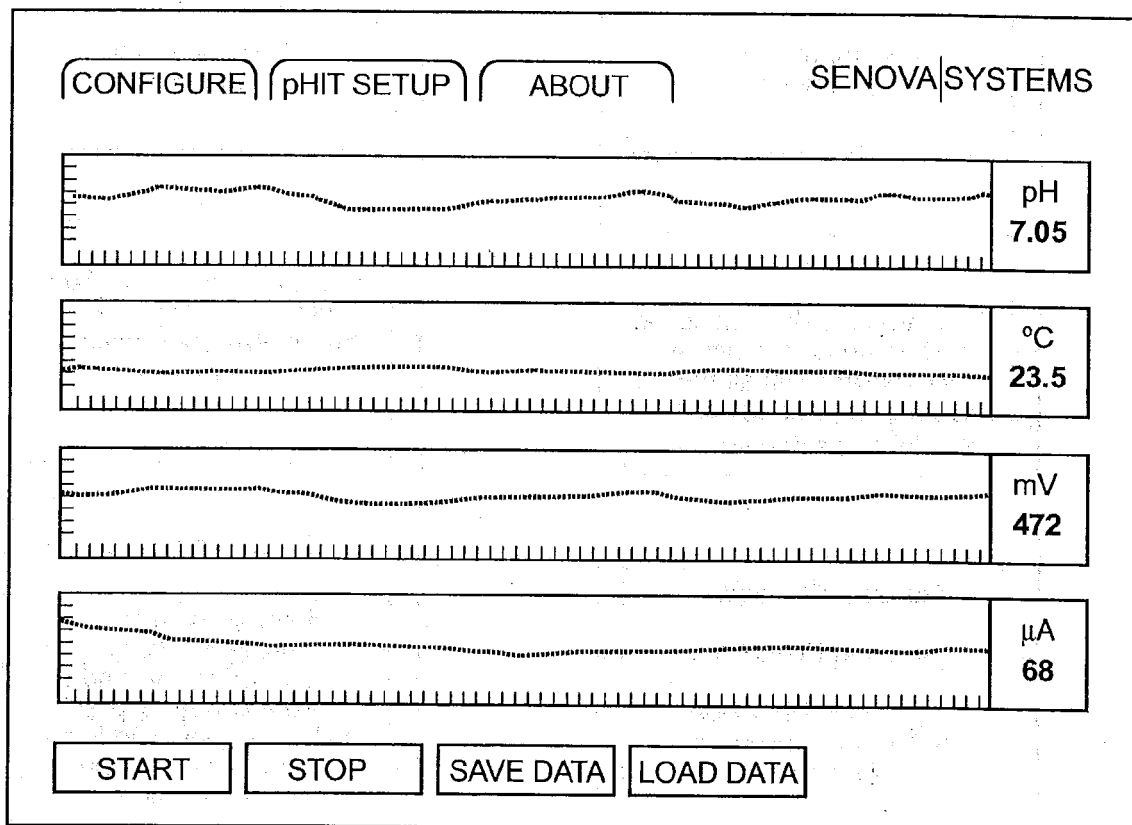 CONFIGURE pHIT SETUP ABOUT SENOVA|SYSTEMS
pH
7.05
ºC
23.5
mV
472
µA
68
START STOP SAVE DATA LOAD DATA